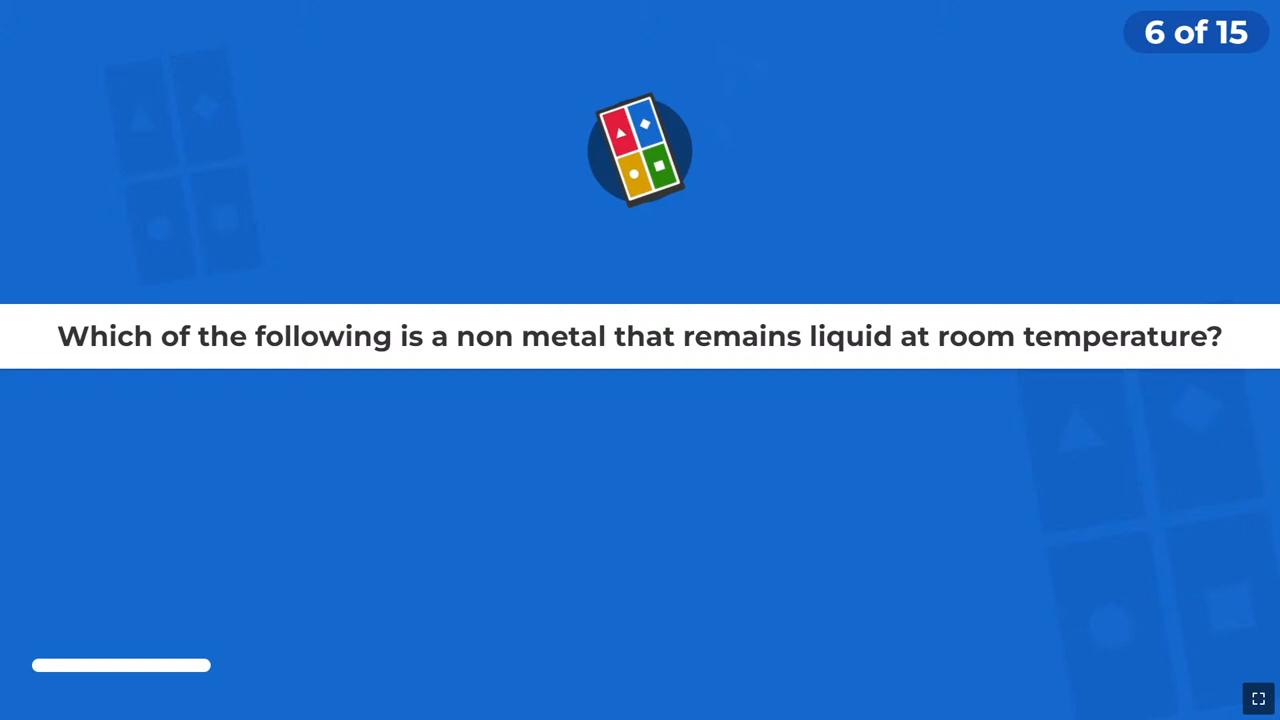 6 of 15
Which of the following is a non metal that remains liquid at room temperature?